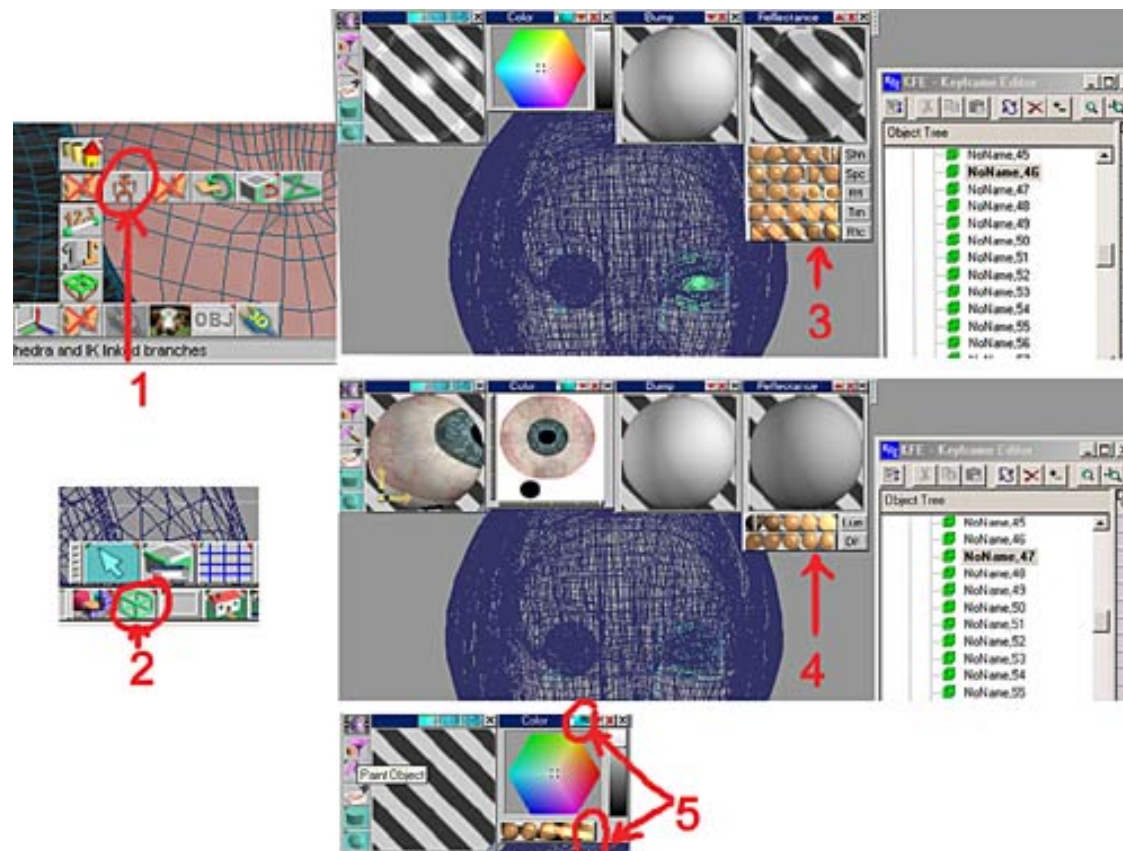 Color
Bump
Reflectance
KFE - Keyframe Editor
Object Tree
NoName,45
NoName,46
NoName,47
NoName,48
NoName,49
NoName,50
NoName,51
NoName,52
NoName,53
NoName,54
NoName,55
NoName,56
Shn
Spc
Tsn
3
12.3
OBJ
hedra and IK linked branches
1
Color
Bump
Reflectance
KFE - Keyframe Editor
Object Tree
NoName,45
NoName,46
NoName,47
NoName,48
NoName,49
NoName,50
NoName,51
NoName,52
NoName,53
NoName,54
NoName,55
Lum
Dif
4
2
Color
Paint Object
5